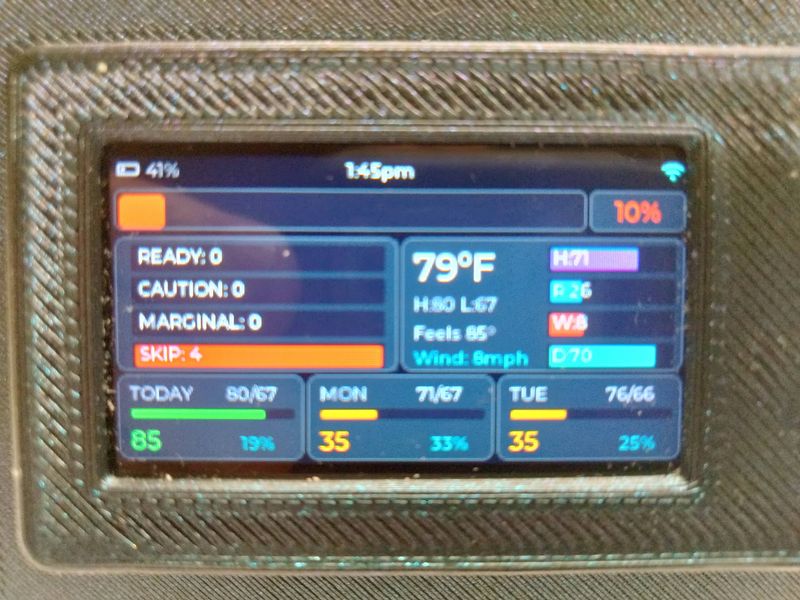 41% 1:45pm
10%
READY: 0
CAUTION: 0
MARGINAL: 0
SKIP: 4
79°F
H:80 L:67
Feels 85°
Wind: 8mph
H:71
26
W:8
D:70
TODAY 80/67
85 19%
MON 71/67
35 33%
TUE 76/66
35 25%